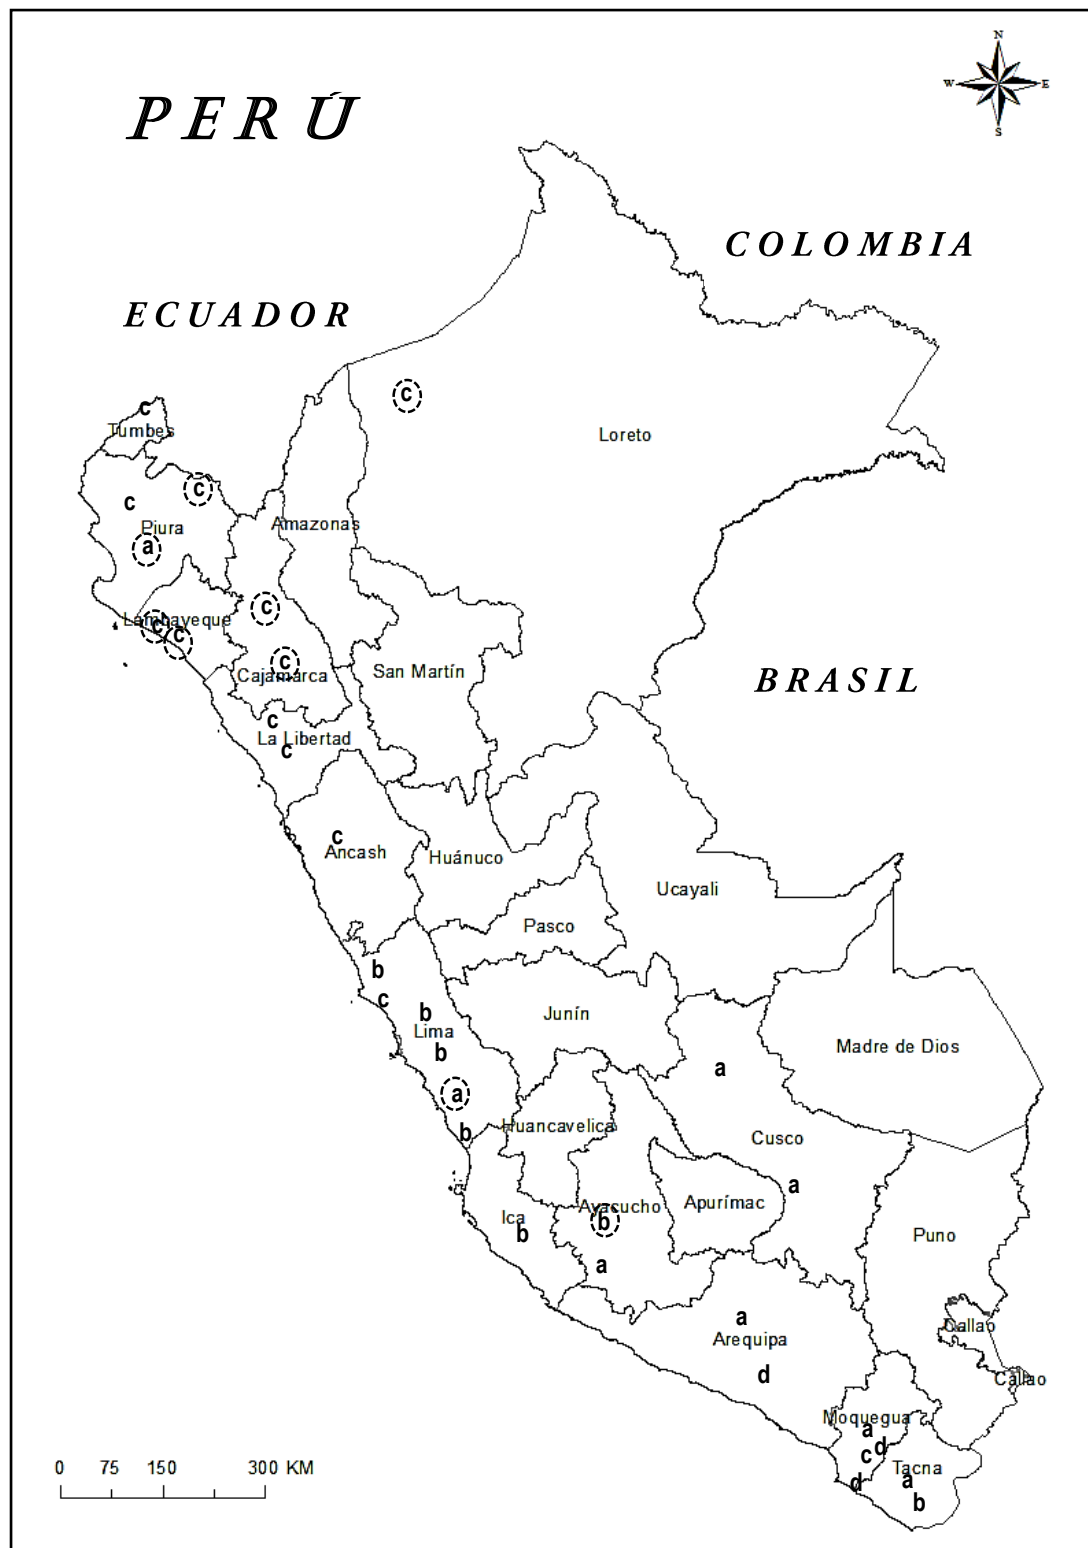 N
W E
S
PERÚ
COLOMBIA
ECUADOR
c
c
Tumbes
Loreto
c
c
Amazonas
Piura
a
c
Lambayeque
c
c
c
San Martín
Cajamarca
BRASIL
c
La Libertad
c
c
Ancash
Huánuco
Ucayali
Pasco
b
c
b
Junín
Lima
b
Madre de Dios
a
a
b
Huancavelica
Cusco
a
Apurímac
Ayacucho
Ica
b
b
Puno
a
a
Arequipa
Callao
d
Callao
Moquegua
a
d
c
Tacna
d
a
b
0 75 150 300 KM